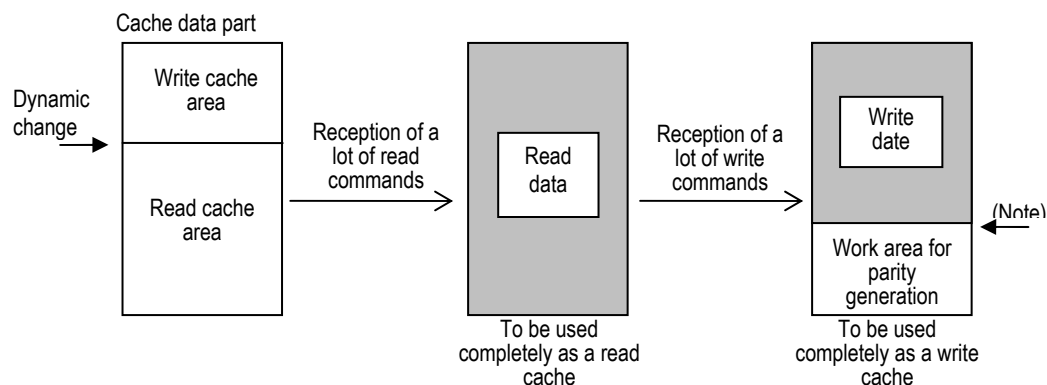 Cache data part
Write cache
area
Dynamic
change
Read cache
area
Reception of a
lot of read
commands
Read
data
To be used
completely as a read
cache
Reception of a
lot of write
commands
Write
date
(Note)
Work area for
parity
generation
To be used
completely as a write
cache